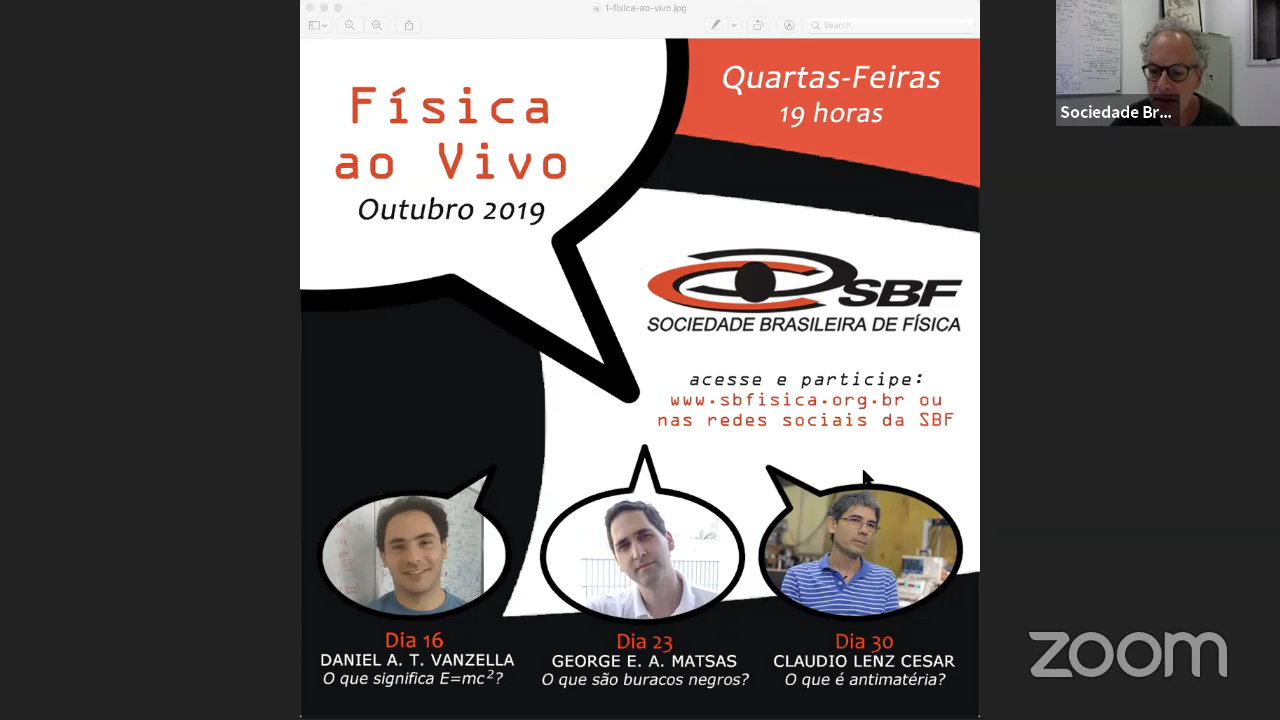 1-fisica-ao-vivo.jpg
Search
Física
ao Vivo
Outubro 2019
Quartas-Feiras
19 horas
Sociedade Br...
SBF
SOCIEDADE BRASILEIRA DE FÍSICA
acesse e participe:
www.sbfisica.org.br ou
nas redes sociais da SBF
Dia 16
DANIEL A. T. VANZELLA
O que significa E=mc²?
Dia 23
GEORGE E. A. MATSAS
O que são buracos negros?
Dia 30
CLAUDIO LENZ CESAR
O que é antimatéria?
zoom